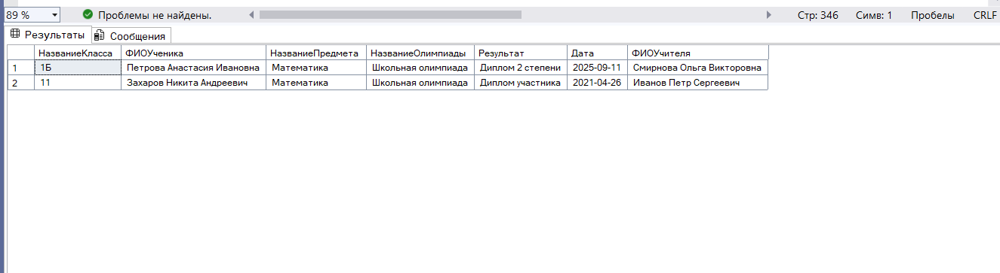 89 % Проблемы не найдены. Стр: 346 Симв: 1 Пробелы CRLF
Результаты Сообщения
НазваниеКласса ФИОУченика НазваниеПредмета НазваниеОлимпиады Результат Дата ФИОУчителя
1 1Б Петрова Анастасия Ивановна Математика Школьная олимпиада Диплом 2 степени 2025-09-11 Смирнова Ольга Викторовна
2 11 Захаров Никита Андреевич Математика Школьная олимпиада Диплом участника 2021-04-26 Иванов Петр Сергеевич